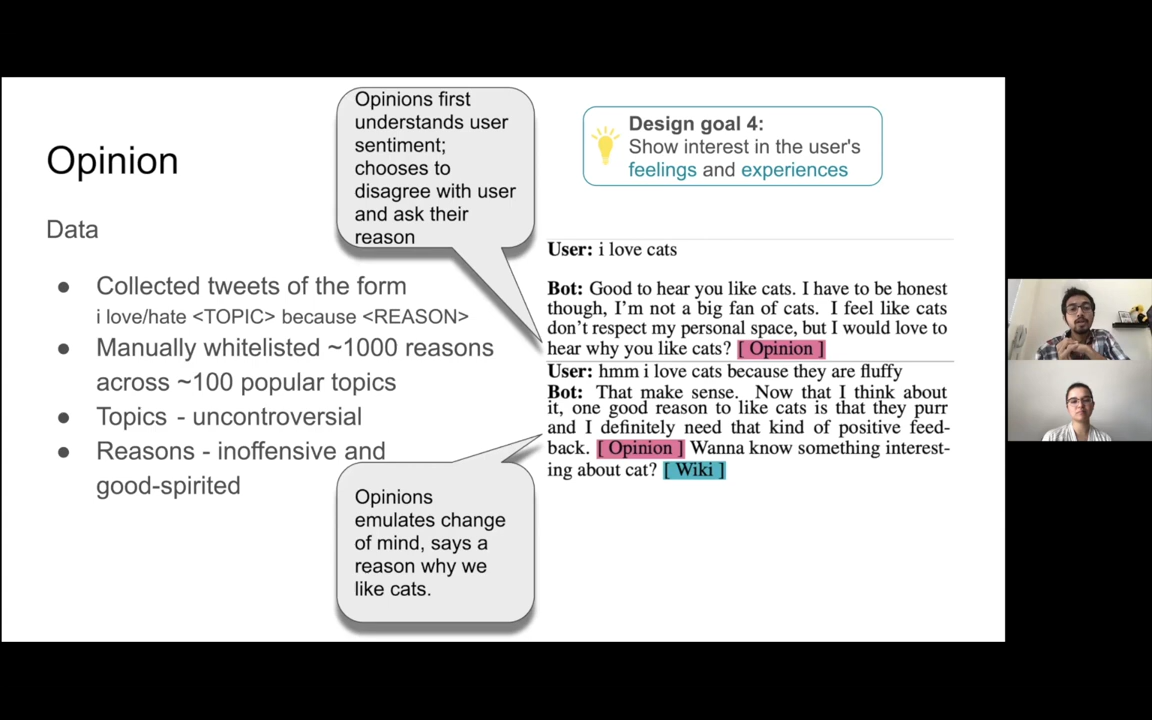 Opinion
Data
● Collected tweets of the form
i love/hate <TOPIC> because <REASON>
● Manually whitelisted ~1000 reasons
across ~100 popular topics
● Topics - uncontroversial
● Reasons - inoffensive and
good-spirited
Opinions first
understands user
sentiment;
chooses to
disagree with user
and ask their
reason
Opinions
emulates change
of mind, says a
reason why we
like cats.
Design goal 4:
Show interest in the user's
feelings and experiences
User: i love cats
Bot: Good to hear you like cats. I have to be honest
though, I'm not a big fan of cats. I feel like cats
don't respect my personal space, but I would love to
hear why you like cats? [ Opinion ]
User: hmm i love cats because they are fluffy
Bot: That make sense. Now that I think about
it, one good reason to like cats is that they purr
and I definitely need that kind of positive feed-
back. [ Opinion ] Wanna know something interest-
ing about cat? [ Wiki ]